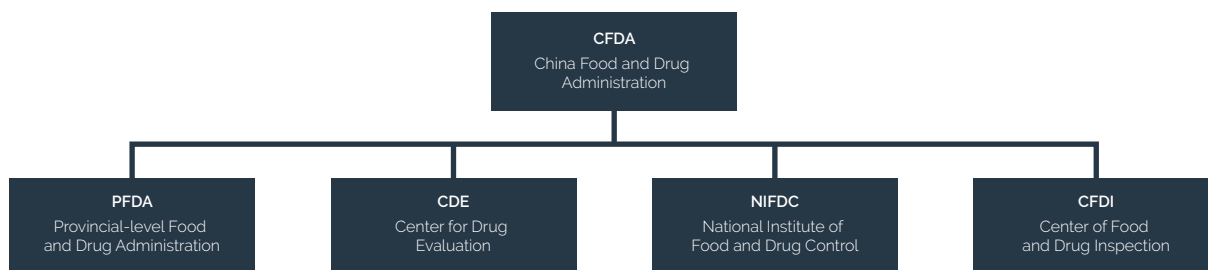 CFDA
China Food and Drug
Administration
PFDA
Provincial-level Food
and Drug Administration
CDE
Center for Drug
Evaluation
NIFDC
National Institute of
Food and Drug Control
CFDI
Center of Food
and Drug Inspection